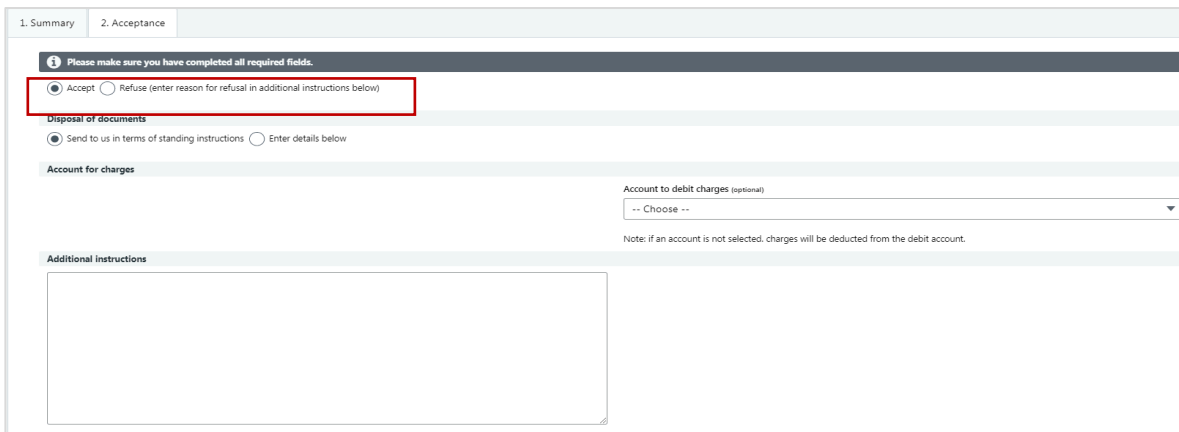 1. Summary 2. Acceptance
Please make sure you have completed all required fields.
Accept Refuse (enter reason for refusal in additional instructions below)
Disposal of documents
Send to us in terms of standing instructions Enter details below
Account for charges
Account to debit charges (optional)
-- Choose --
Note: if an account is not selected, charges will be deducted from the debit account.
Additional instructions